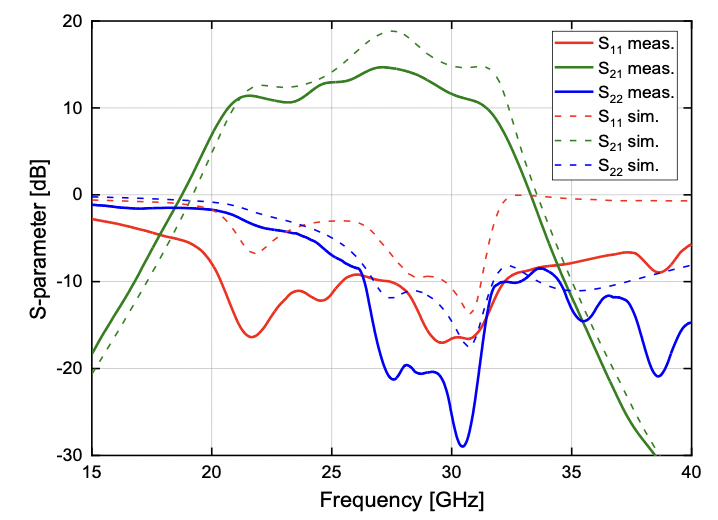 20
10
0
-10
-20
-30
S-parameter [dB]
15 20 25 30 35 40
Frequency [GHz]
S11 meas.
S21 meas.
S22 meas.
S11 sim.
S21 sim.
S22 sim.